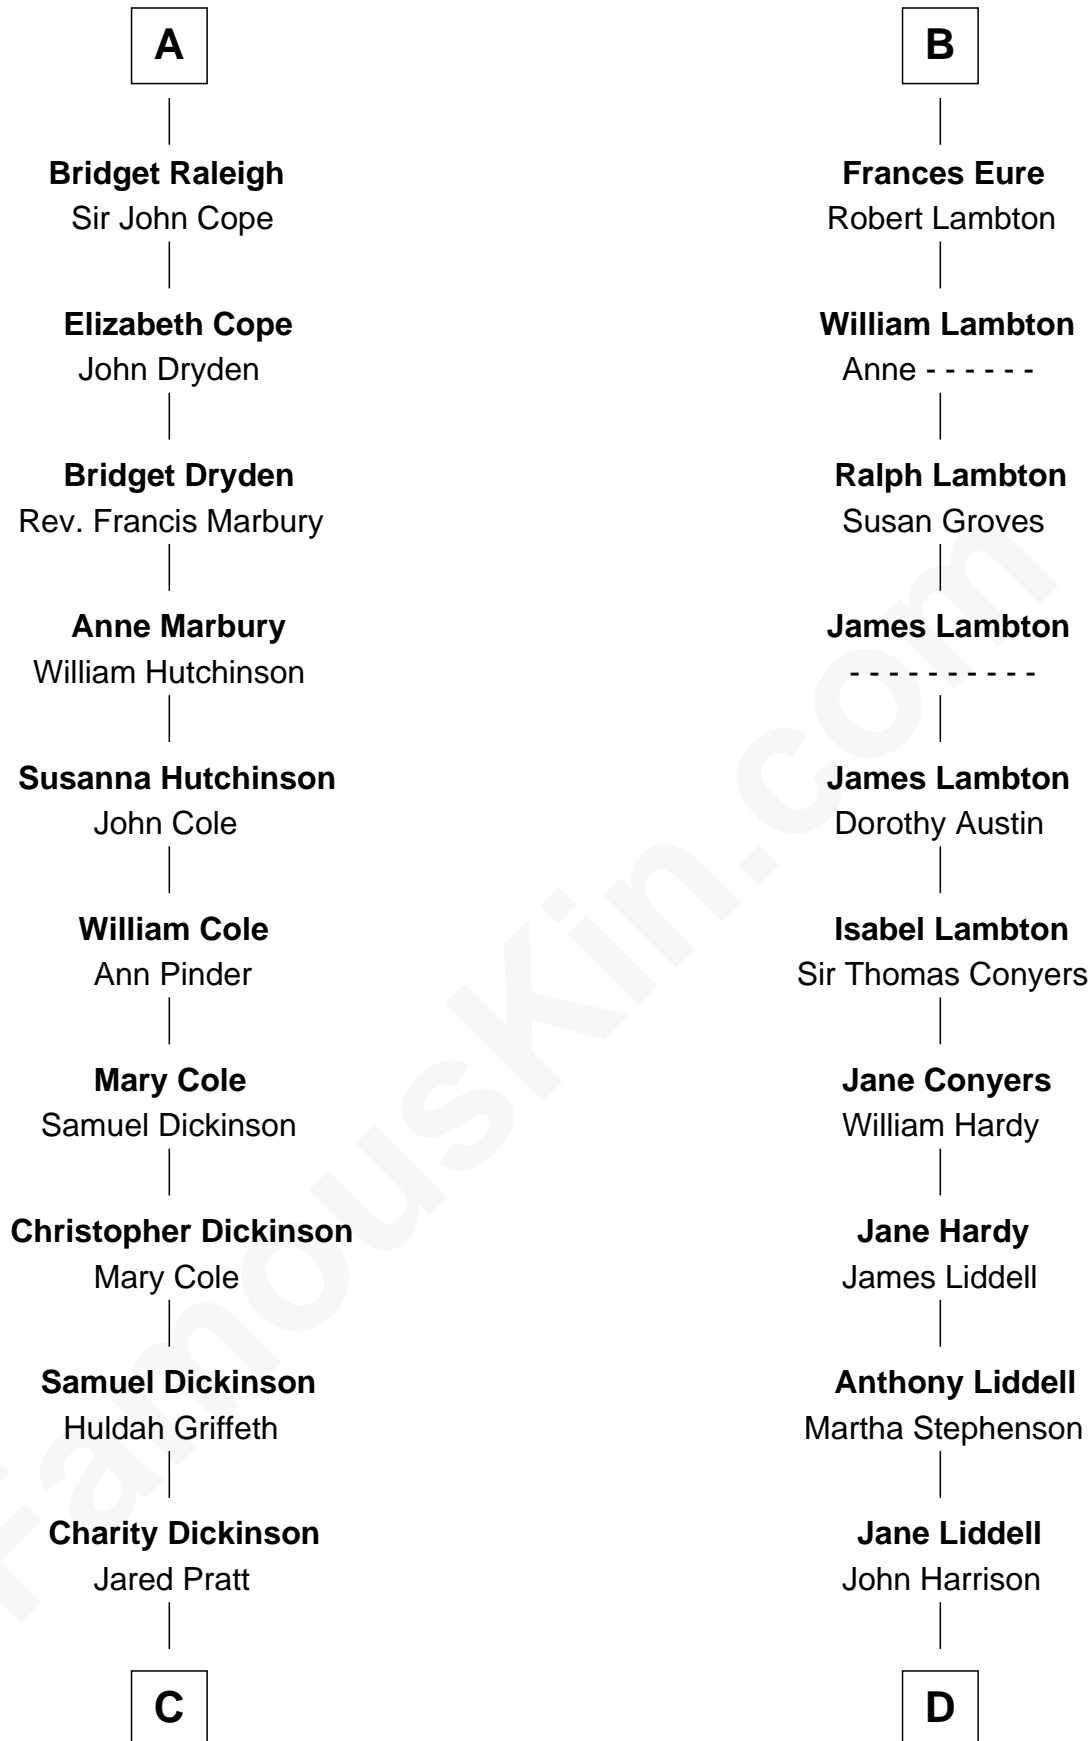 A
Bridget Raleigh
Sir John Cope
Elizabeth Cope
John Dryden
Bridget Dryden
Rev. Francis Marbury
Anne Marbury
William Hutchinson
Susanna Hutchinson
John Cole
William Cole
Ann Pinder
Mary Cole
Samuel Dickinson
Christopher Dickinson
Mary Cole
Samuel Dickinson
Huldah Griffeth
Charity Dickinson
Jared Pratt
C
B
Frances Eure
Robert Lambton
William Lambton
Anne - - - - - -
Ralph Lambton
Susan Groves
James Lambton
- - - - - - - - - -
James Lambton
Dorothy Austin
Isabel Lambton
Sir Thomas Conyers
Jane Conyers
William Hardy
Jane Hardy
James Liddell
Anthony Liddell
Martha Stephenson
Jane Liddell
John Harrison
D
FamousKin.com